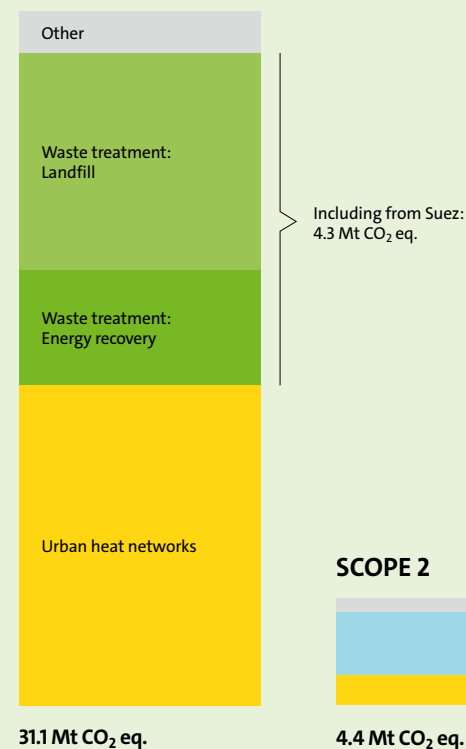 Other
Waste treatment:
Landfill
Including from Suez:
4.3 Mt CO₂ eq.
Waste treatment:
Energy recovery
Urban heat networks
SCOPE 2
31.1 Mt CO₂ eq.
4.4 Mt CO₂ eq.